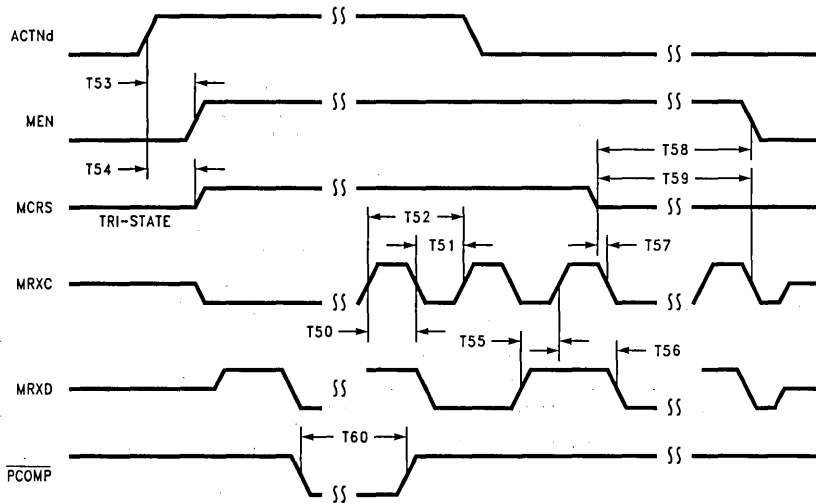 ACTNd
T53
MEN
T54
T58
T59
MCRS
TRI-STATE
T52
T51
T57
MRXC
T50
T55
T56
MRXD
T60
PCOMP